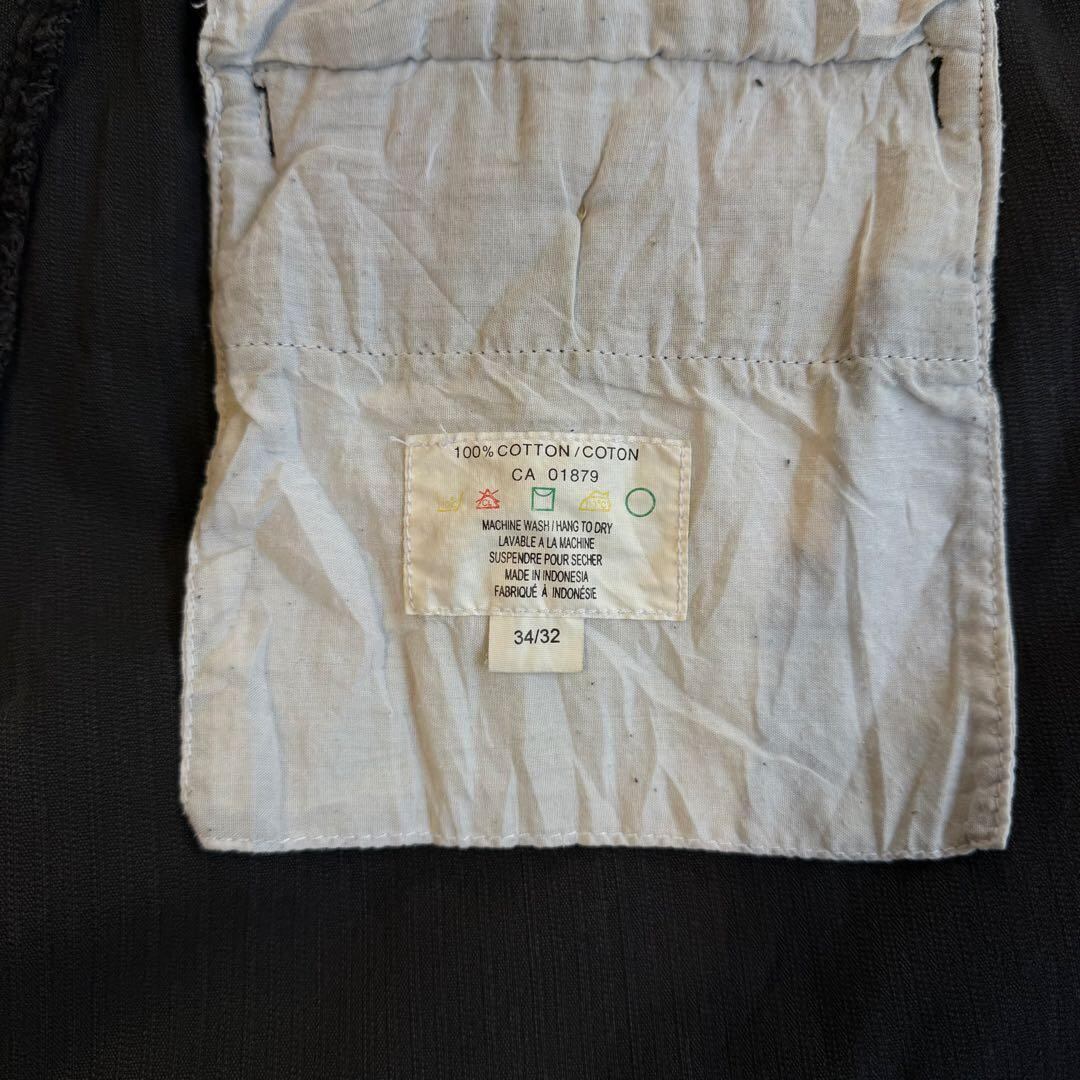 100% COTTON / COTON
CA 01879
MACHINE WASH / HANG TO DRY
LAVABLE A LA MACHINE
SUSPENDRE POUR SECHER
MADE IN INDONESIA
FABRIQUÉ À INDONÉSIE
34/32